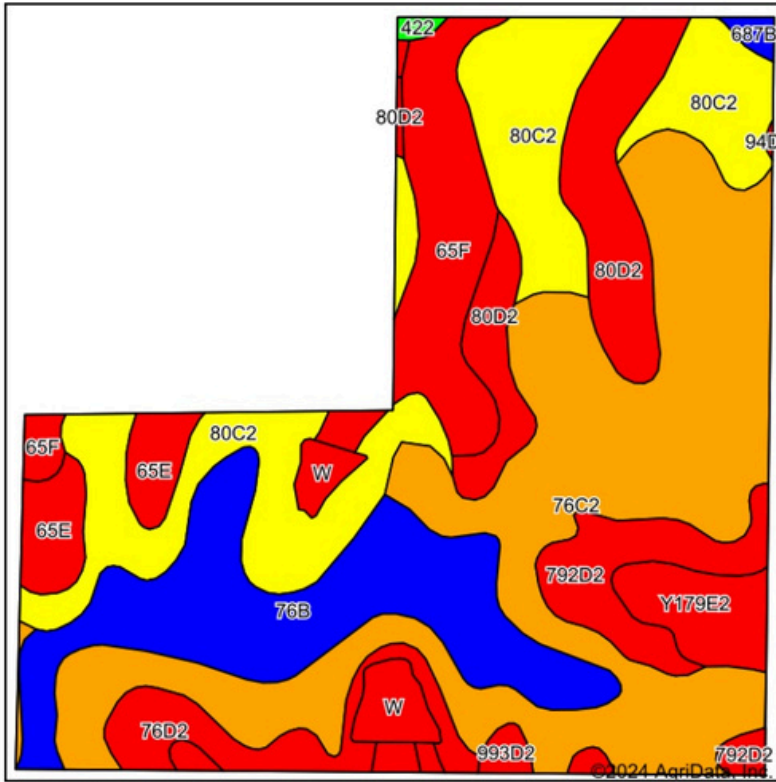 422
687B
80C2
80D2
80C2
94D
65F
80D2
80D2
80C2
65F
65E
W
65E
76C2
792D2
Y179E2
76B
W
76D2
993D2
792D2
©2024 AgriData, Inc.